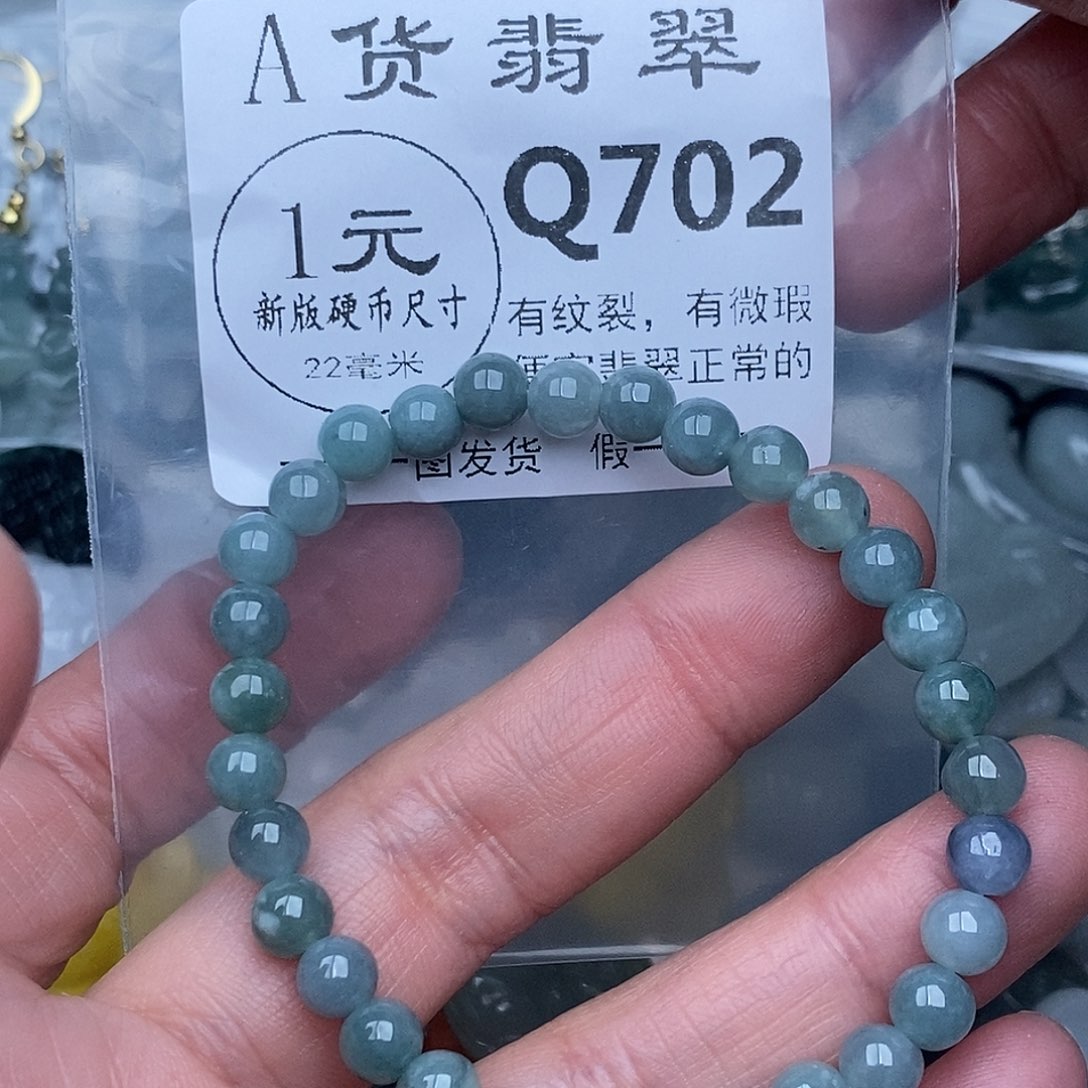 A货翡翠
1元
新版硬币尺寸
22毫米
Q702
有纹裂，有微瑕
翡翠正常的
图发货 假一